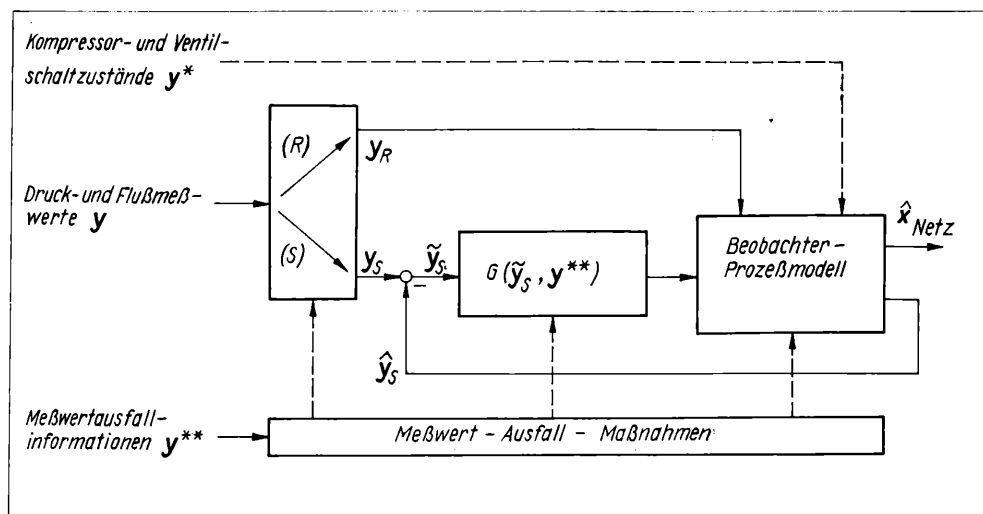 Kompressor- und Ventil-
schaltzustände y*
(R)
y_R
Druck- und Flußmeß-
werte y
(S)
y_S
ỹ_S
−
G(ỹ_S, y**)
Beobachter-
Prozeßmodell
x̂_Netz
ŷ_S
Meßwertausfall-
informationen y**
Meßwert-Ausfall-Maßnahmen